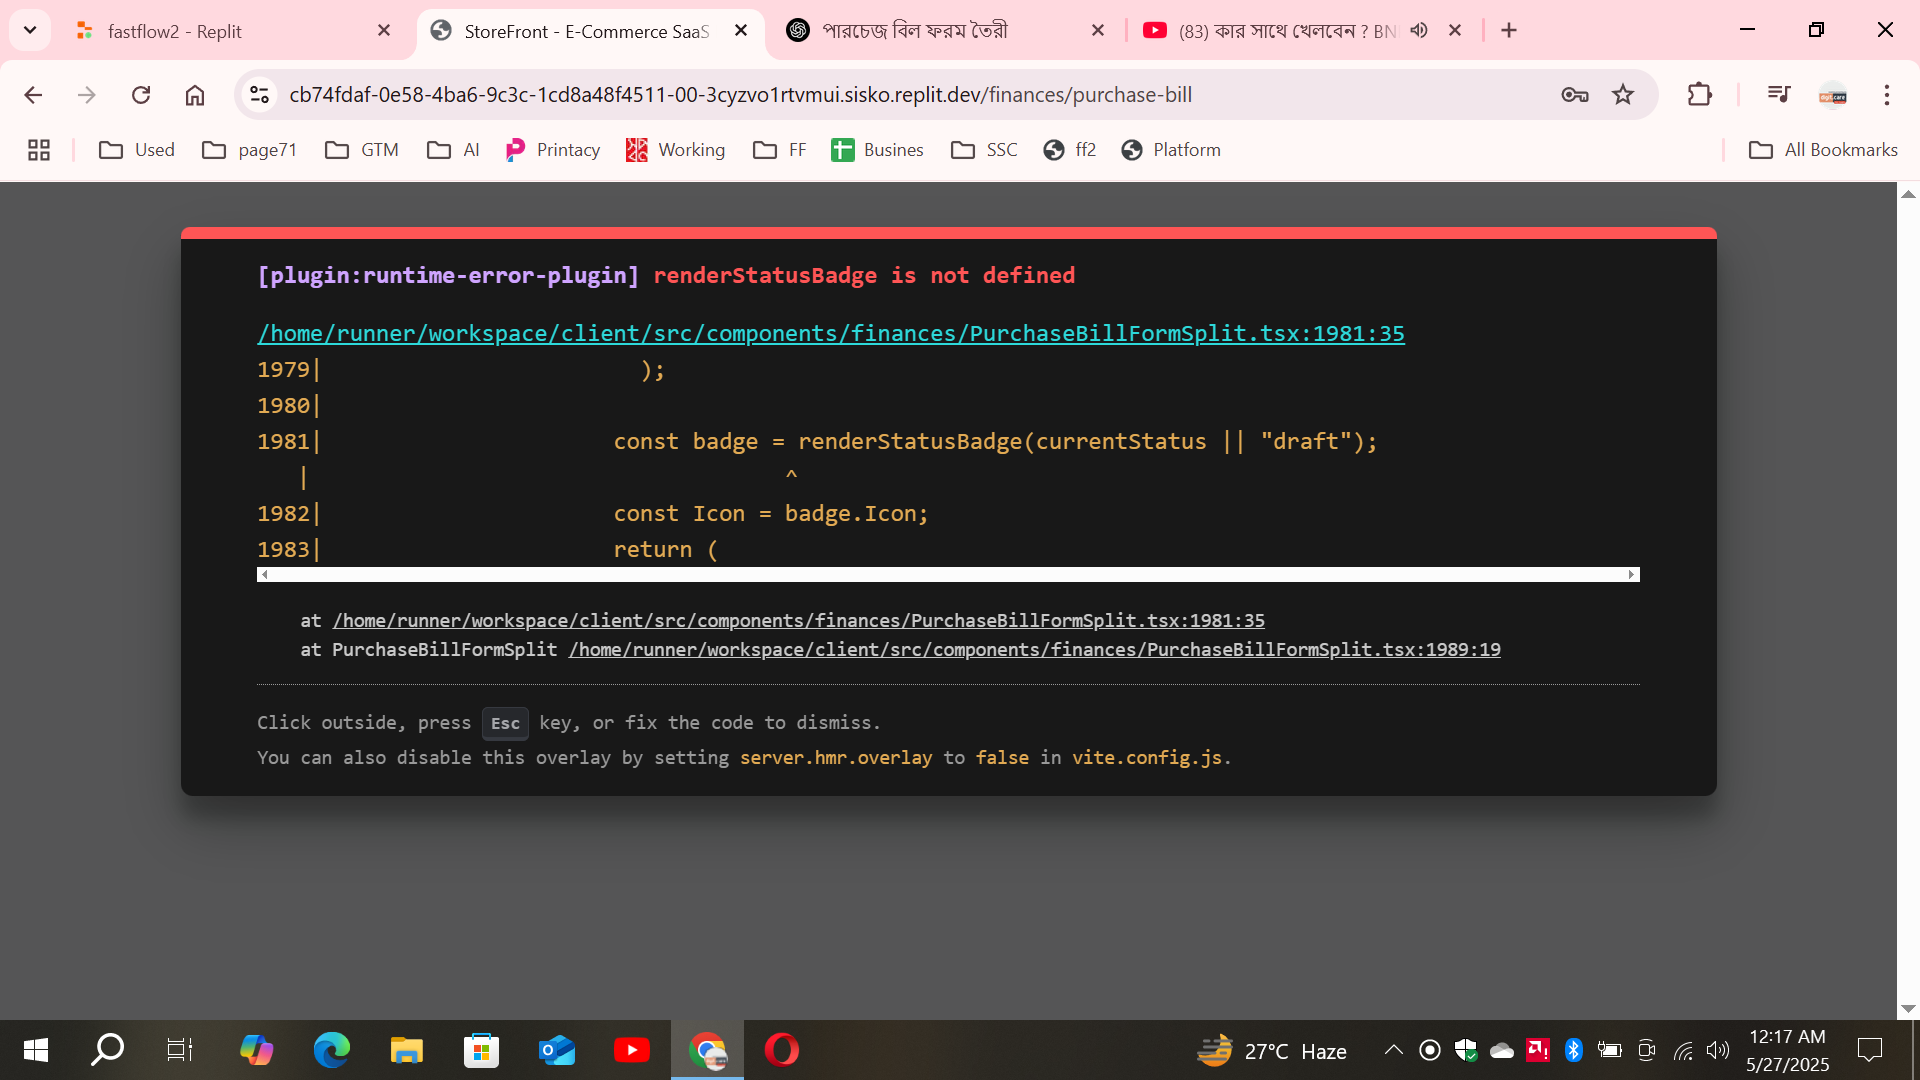 fastflow2 - Replit
StoreFront - E-Commerce SaaS
পারচেজ বিল ফরম তৈরী
(83) কার সাথে খেলবেন ? BN
cb74fdaf-0e58-4ba6-9c3c-1cd8a48f4511-00-3cyzvo1rtvmui.sisko.replit.dev/finances/purchase-bill
Used
page71
GTM
AI
Printacy
Working
FF
Busines
SSC
ff2
Platform
All Bookmarks
[plugin:runtime-error-plugin] renderStatusBadge is not defined
/home/runner/workspace/client/src/components/finances/PurchaseBillFormSplit.tsx:1981:35
1979| );
1980|
1981| const badge = renderStatusBadge(currentStatus || "draft");
| ^
1982| const Icon = badge.Icon;
1983| return (
at /home/runner/workspace/client/src/components/finances/PurchaseBillFormSplit.tsx:1981:35
at PurchaseBillFormSplit /home/runner/workspace/client/src/components/finances/PurchaseBillFormSplit.tsx:1989:19
Click outside, press Esc key, or fix the code to dismiss.
You can also disable this overlay by setting server.hmr.overlay to false in vite.config.js.
27°C Haze
12:17 AM
5/27/2025